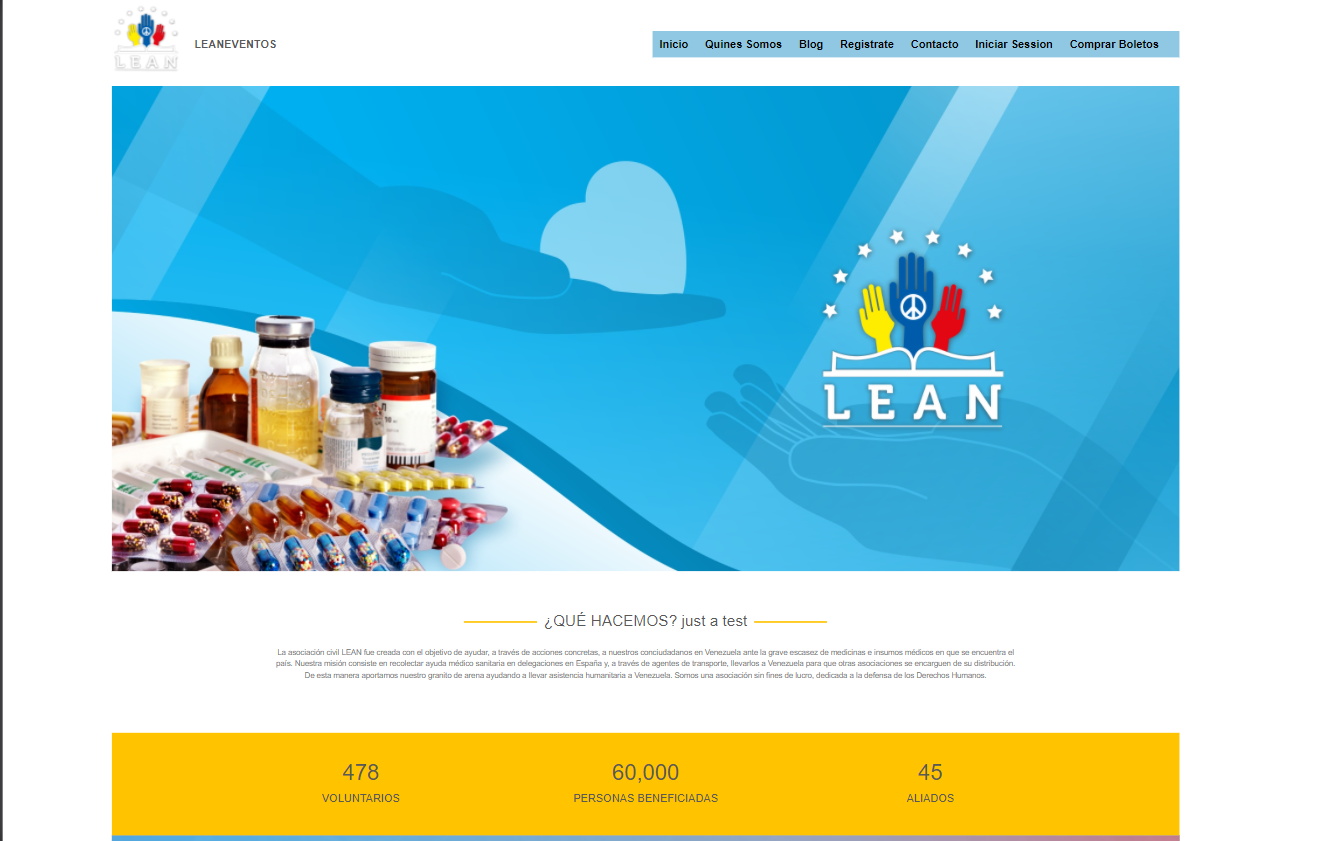 LEAN
LEANEVENTOS
Inicio Quines Somos Blog Registrate Contacto Iniciar Session Comprar Boletos
LEAN
¿QUÉ HACEMOS? just a test
La asociación civil LEAN fue creada con el objetivo de ayudar, a través de acciones concretas, a nuestros conciudadanos en Venezuela ante la grave escasez de medicinas e insumos médicos en que se encuentra el
país. Nuestra misión consiste en recolectar ayuda médico sanitaria en delegaciones en España y, a través de agentes de transporte, llevarlos a Venezuela para que otras asociaciones se encarguen de su distribución.
De esta manera aportamos nuestro granito de arena ayudando a llevar asistencia humanitaria a Venezuela. Somos una asociación sin fines de lucro, dedicada a la defensa de los Derechos Humanos.
478 60,000 45
VOLUNTARIOS PERSONAS BENEFICIADAS ALIADOS